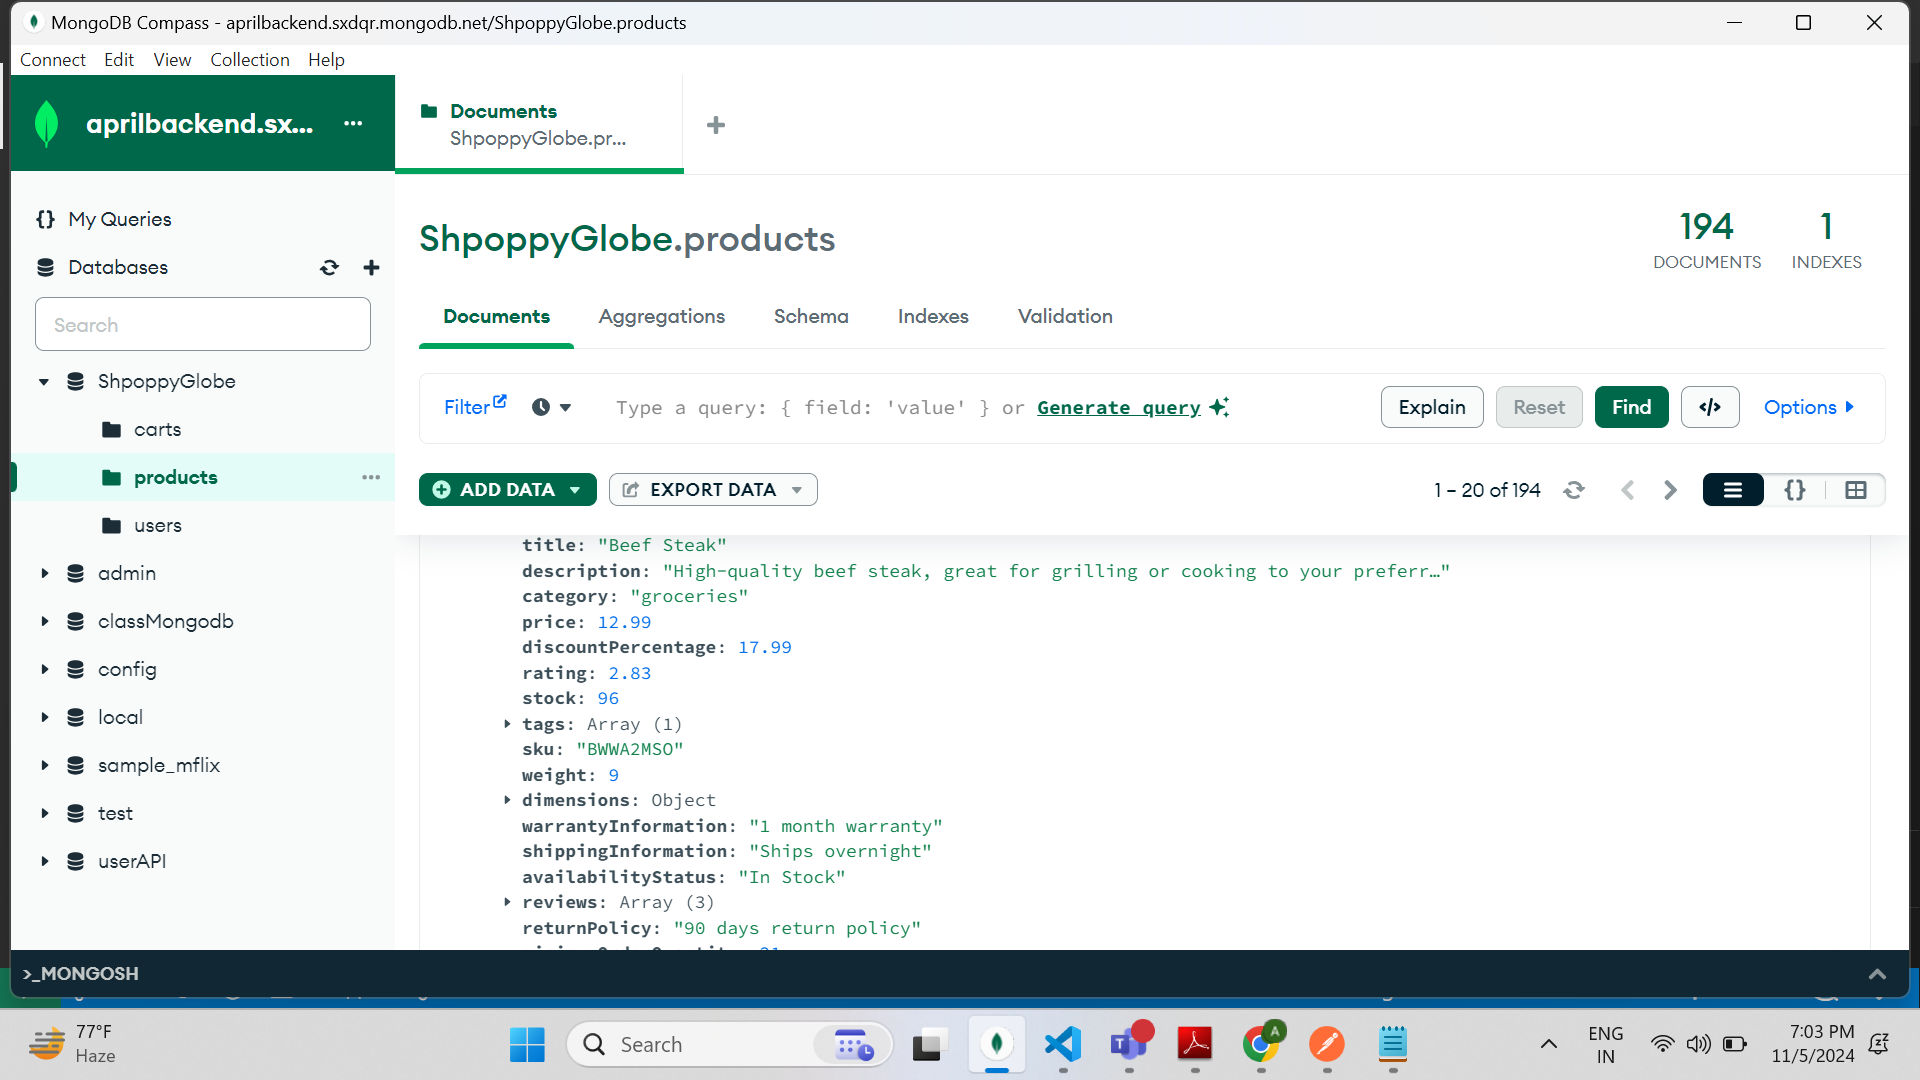 MongoDB Compass - aprilbackend.sxdqr.mongodb.net/ShpoppyGlobe.products
Connect Edit View Collection Help
aprilbackend.sx... ...
Documents
ShpoppyGlobe.pr...
My Queries
Databases
Search
ShpoppyGlobe
carts
products
users
admin
classMongodb
config
local
sample_mflix
test
userAPI
ShpoppyGlobe.products
194
DOCUMENTS
1
INDEXES
Documents Aggregations Schema Indexes Validation
Filter Type a query: { field: 'value' } or Generate query Explain Reset Find </> Options
ADD DATA EXPORT DATA 1 – 20 of 194 {}
title: "Beef Steak"
description: "High-quality beef steak, great for grilling or cooking to your preferr…"
category: "groceries"
price: 12.99
discountPercentage: 17.99
rating: 2.83
stock: 96
tags: Array (1)
sku: "BWWA2MSO"
weight: 9
dimensions: Object
warrantyInformation: "1 month warranty"
shippingInformation: "Ships overnight"
availabilityStatus: "In Stock"
reviews: Array (3)
returnPolicy: "90 days return policy"
>_MONGOSH
77°F
Haze
Search
A
ENG
IN
7:03 PM
11/5/2024